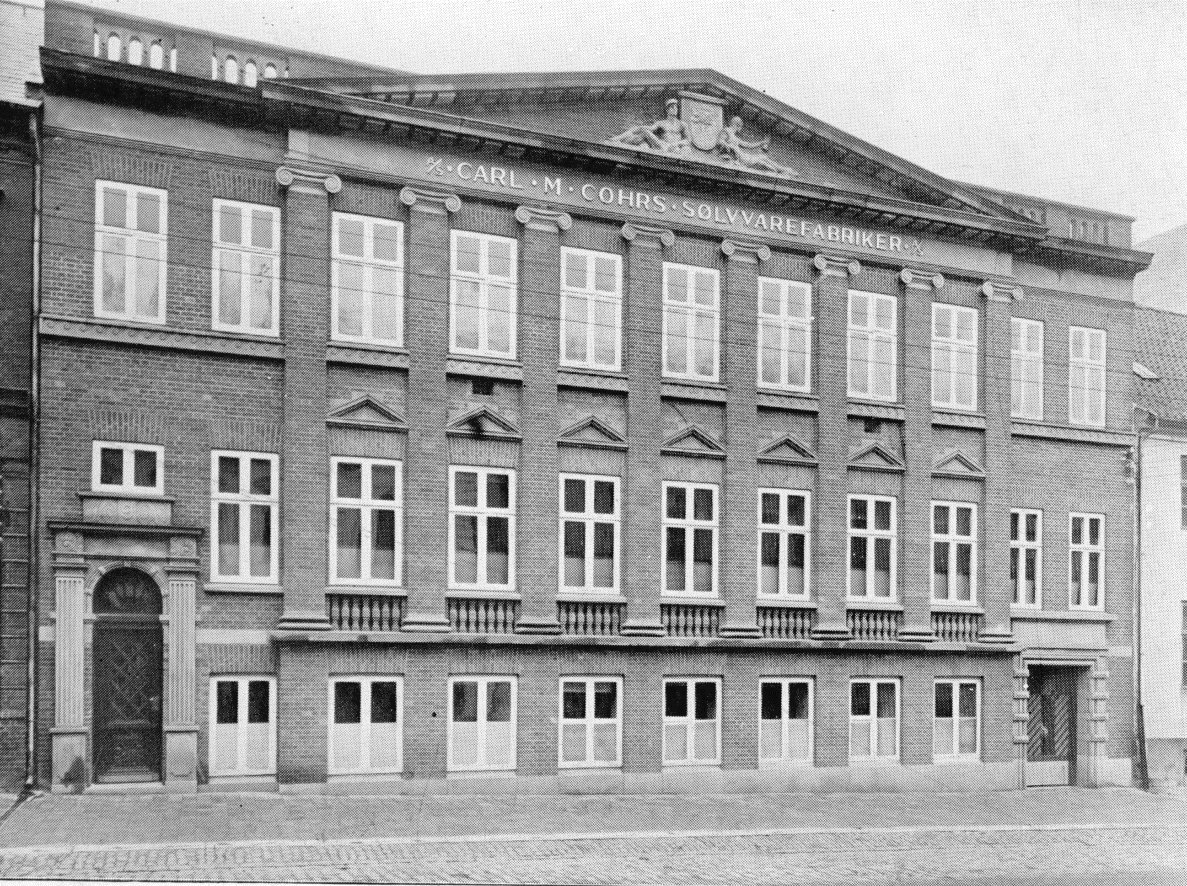 A/S · CARL · M · COHRS · SØLVVAREFABRIKER · A/S